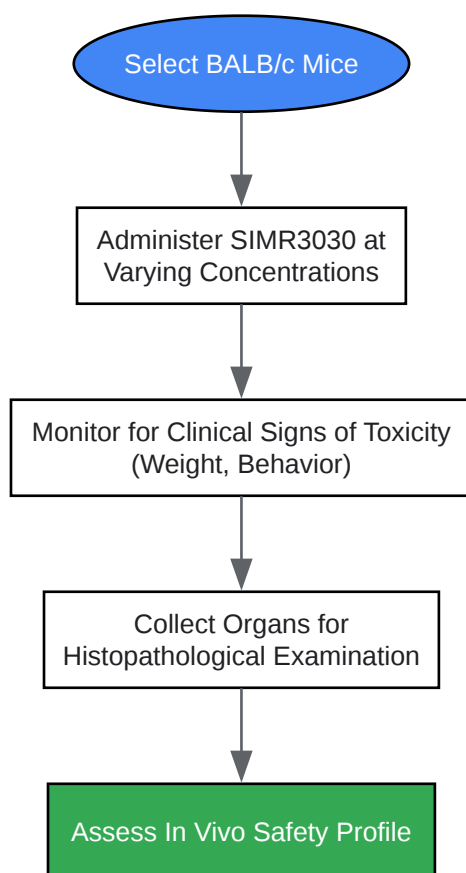 Select BALB/c Mice
Administer SIMR3030 at
Varying Concentrations
Monitor for Clinical Signs of Toxicity
(Weight, Behavior)
Collect Organs for
Histopathological Examination
Assess In Vivo Safety Profile